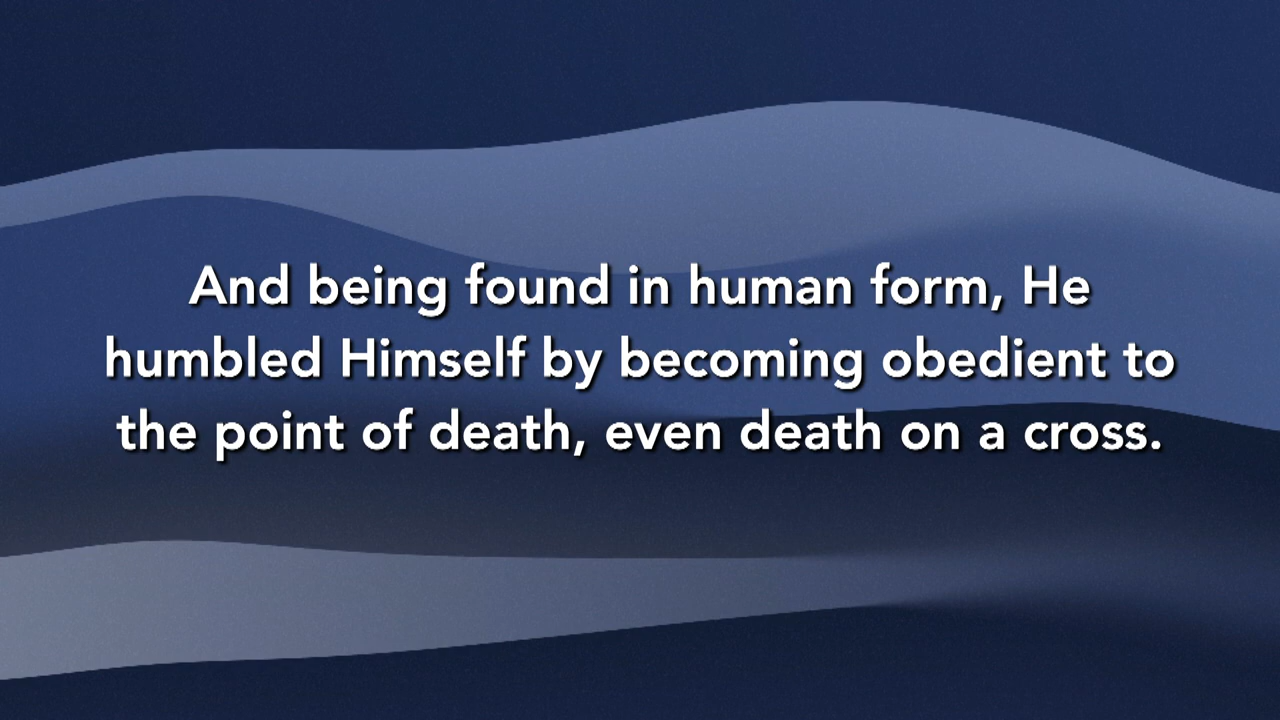 And being found in human form, He
humbled Himself by becoming obedient to
the point of death, even death on a cross.